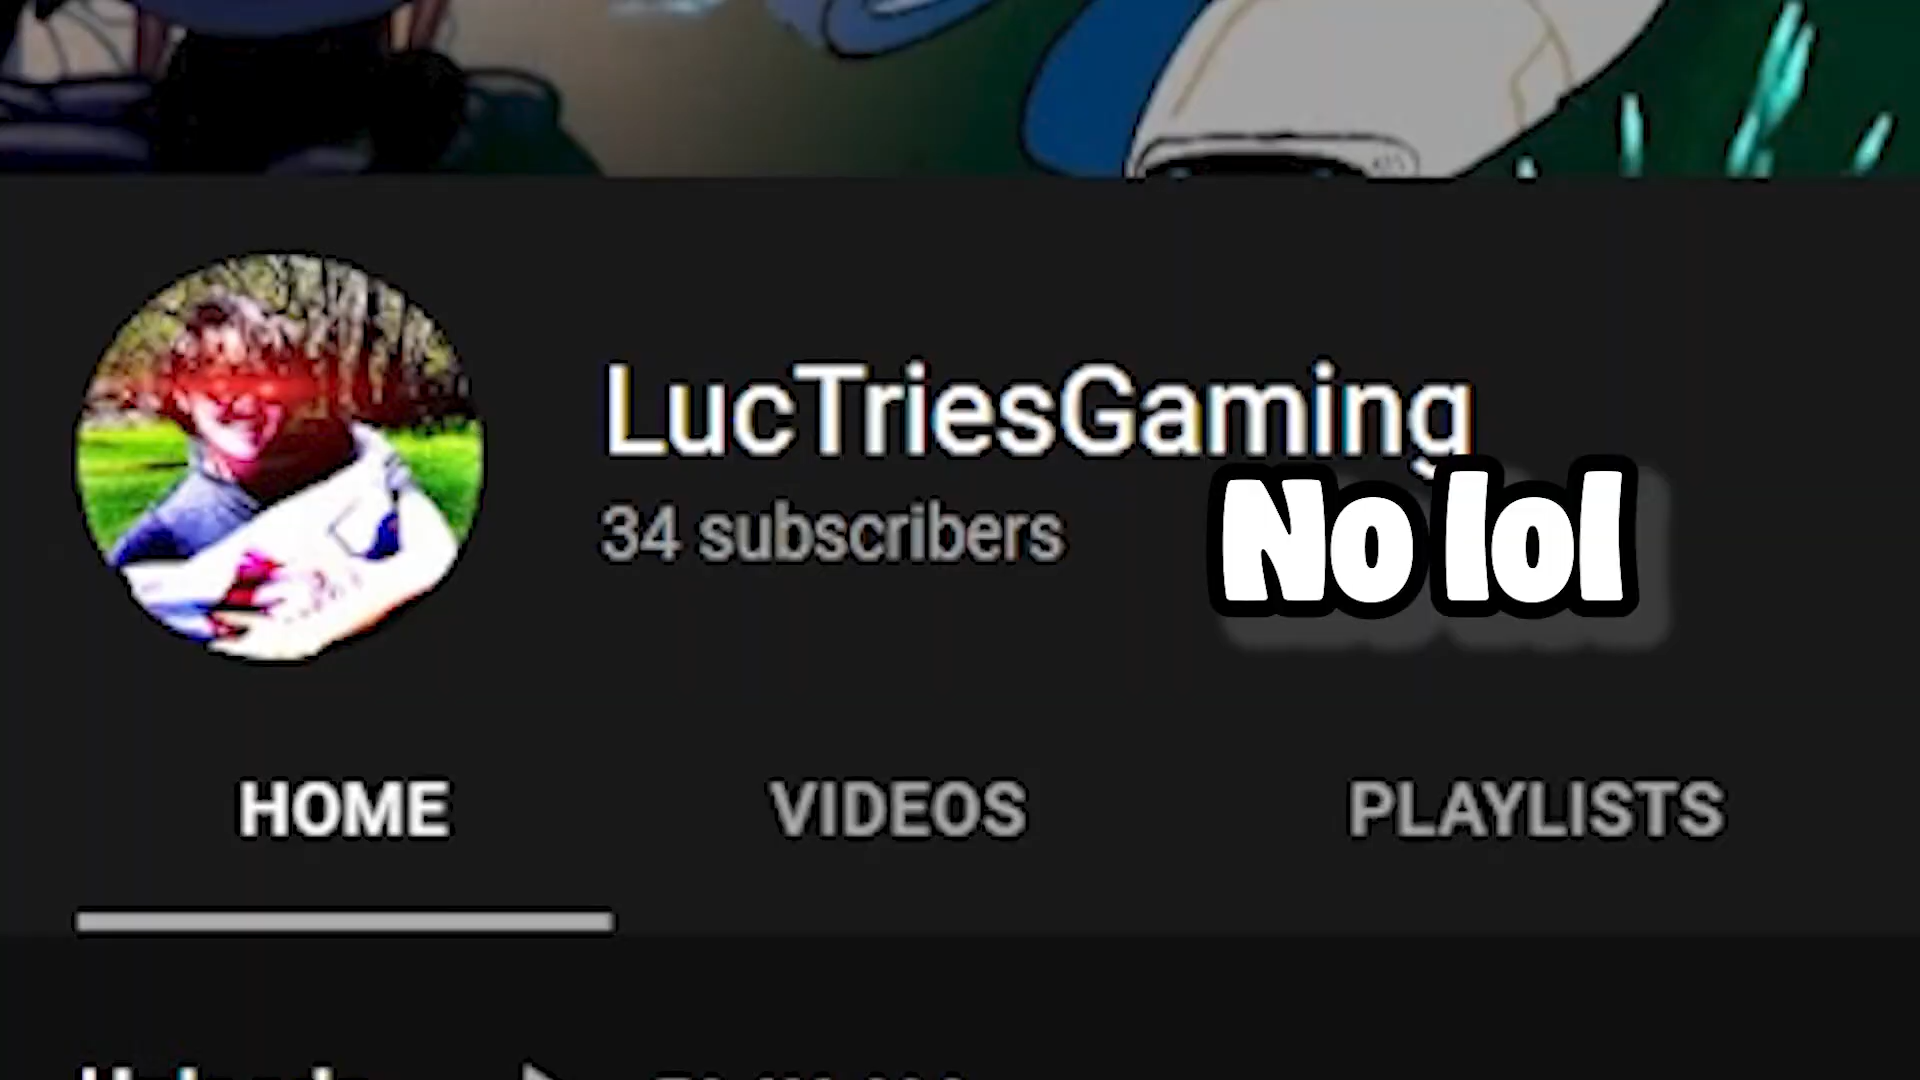 LucTriesGaming
34 subscribers
No lol
HOME
VIDEOS
PLAYLISTS